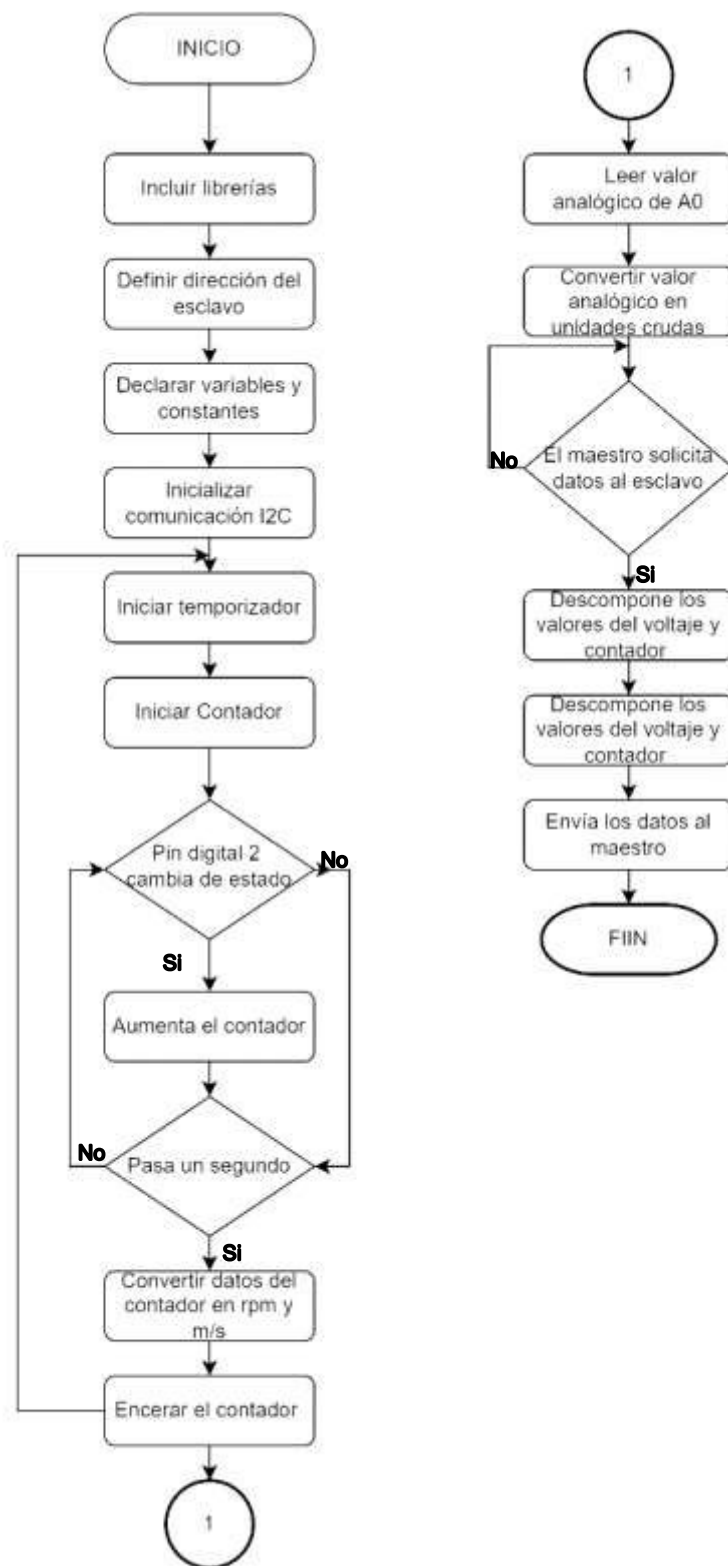 INICIO
Incluir librerías
Definir dirección del
esclavo
Declarar variables y
constantes
Inicializar
comunicación I2C
Iniciar temporizador
Iniciar Contador
Pin digital 2
cambia de estado
No
Si
Aumenta el contador
No
Pasa un segundo
Si
Convertir datos del
contador en rpm y
m/s
Encerar el contador
1
1
Leer valor
analógico de A0
Convertir valor
analógico en
unidades crudas
No
El maestro solicita
datos al esclavo
Si
Descompone los
valores del voltaje y
contador
Descompone los
valores del voltaje y
contador
Envía los datos al
maestro
FIIN